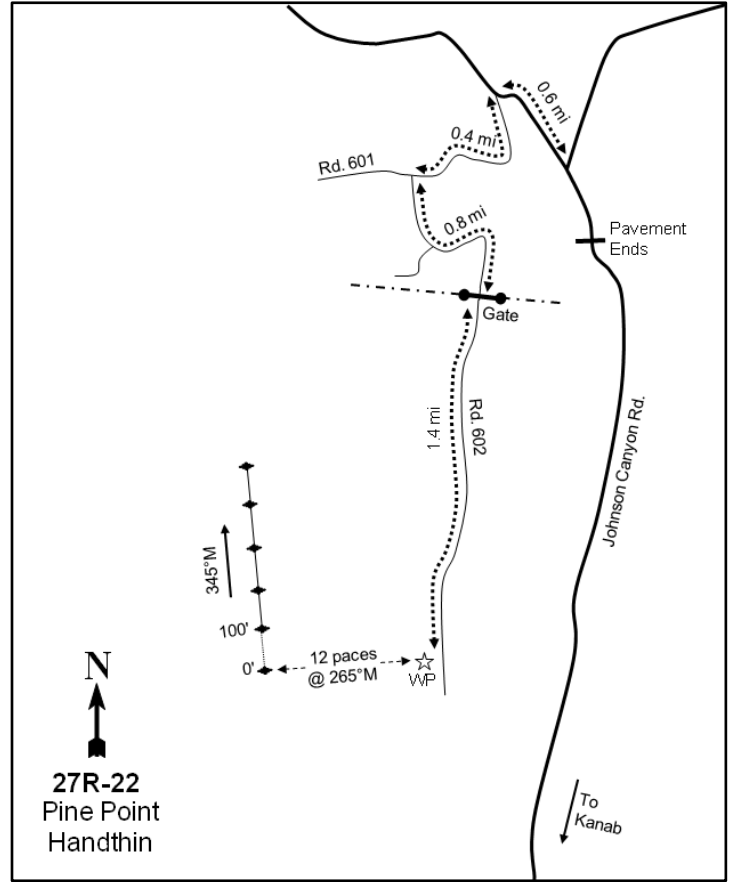 0.6 mi
0.4 mi
Rd. 601
0.8 mi
Pavement
Ends
Gate
1.4 mi
Rd. 602
Johnson Canyon Rd.
345°M
100'
0'
12 paces
@ 265°M
WP
N
27R-22
Pine Point
Handthin
To
Kanab